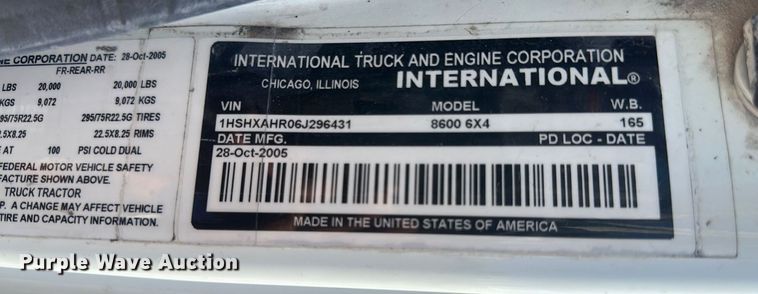 E CORPORATION DATE: 28-Oct-2005
FR-REAR-RR
LBS 20,000 20,000 LBS
KGS 9,072 9,072 KGS
95/75R22.5G 295/75R22.5G TIRES
2.5X8.25 22.5X8.25 RIMS
E AT 100 PSI COLD DUAL
FEDERAL MOTOR VEHICLE SAFETY
FACTURE SHOWN ABOVE.
TRUCK TRACTOR
P. A CHANGE MAY AFFECT VEHICLE
TIRE AND CAPACITY INFORMATION.
INTERNATIONAL TRUCK AND ENGINE CORPORATION
CHICAGO, ILLINOIS INTERNATIONAL®
VIN MODEL W.B.
1HSHXAHR06J296431 8600 6X4 165
DATE MFG. PD LOC - DATE
28-Oct-2005
MADE IN THE UNITED STATES OF AMERICA
Purple Wave Auction